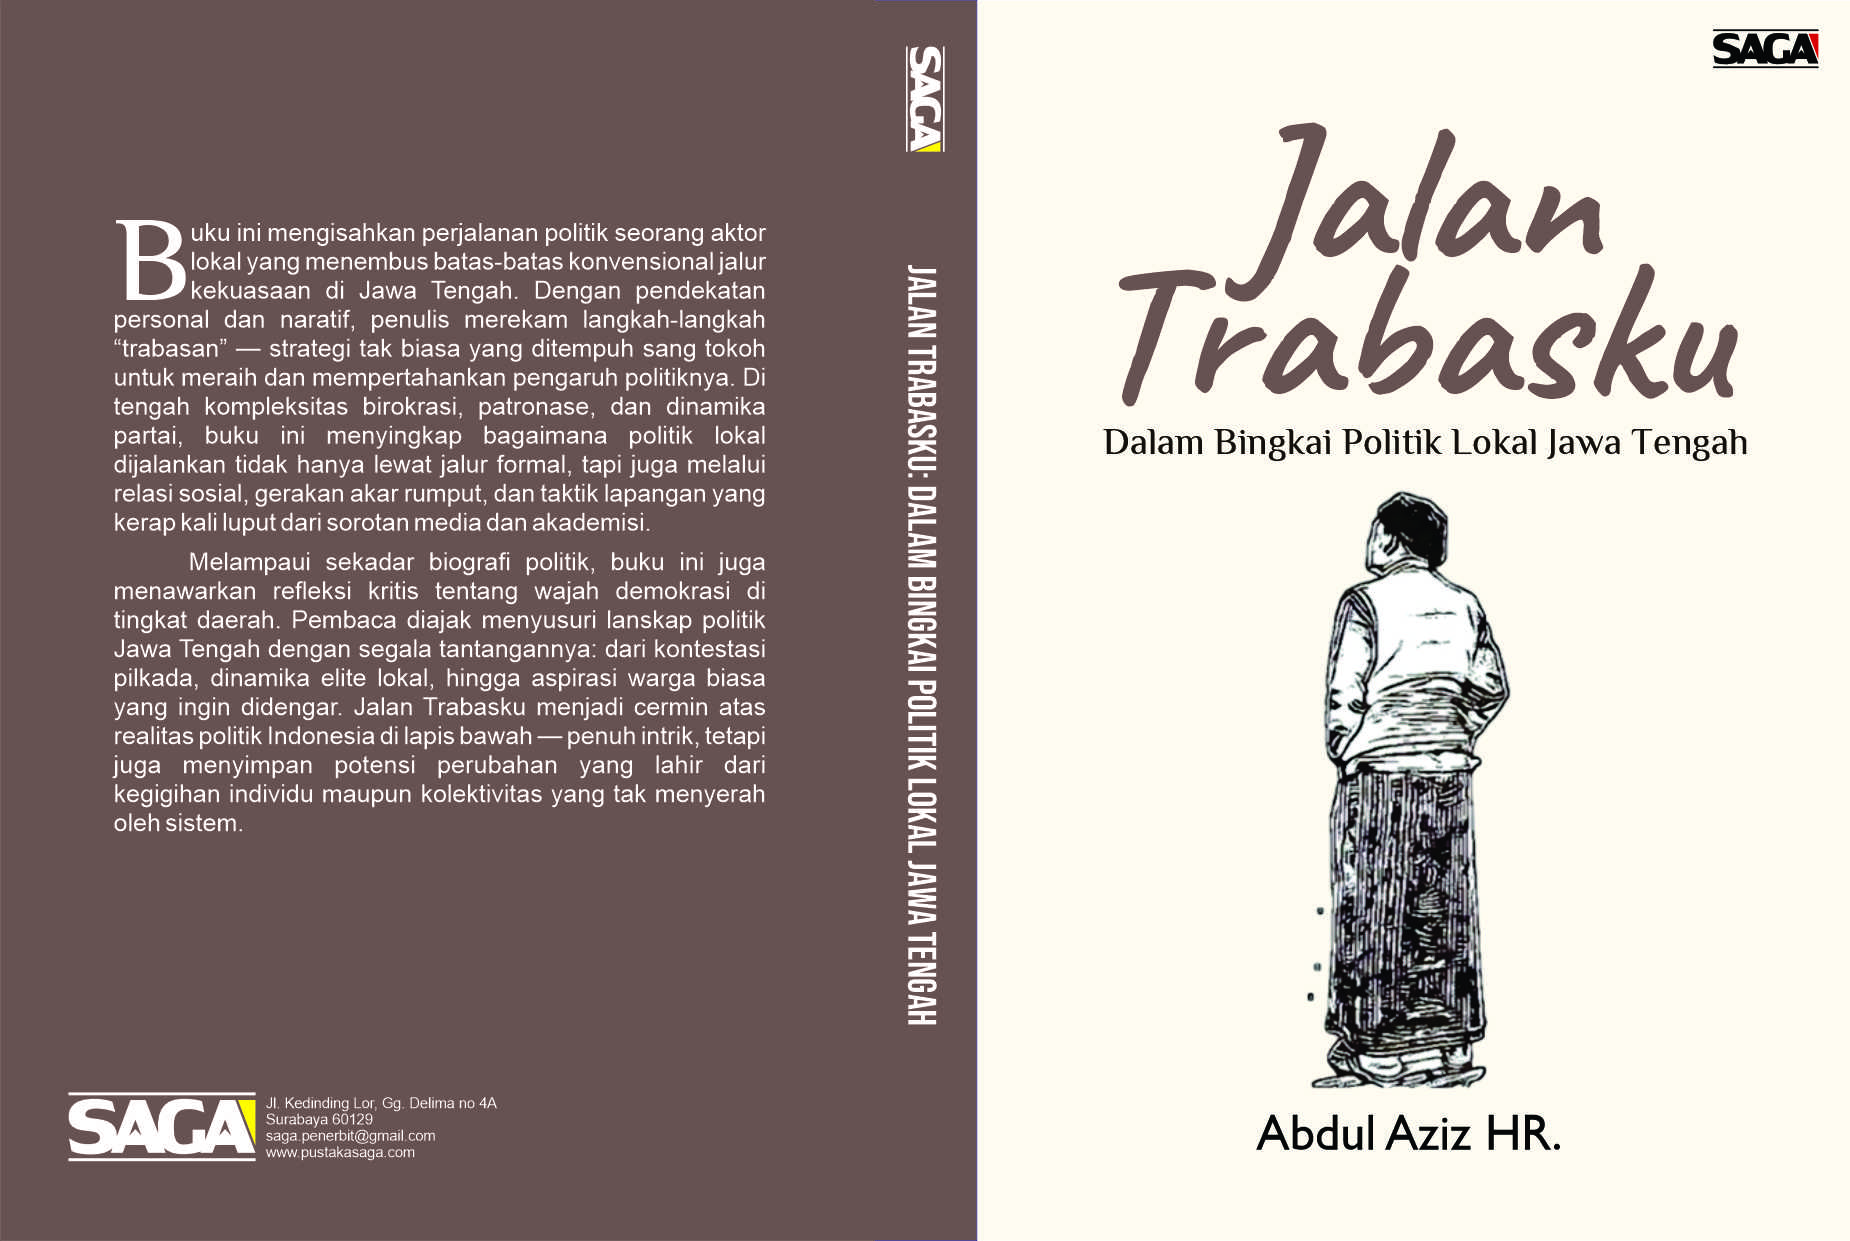 Buku ini mengisahkan perjalanan politik seorang aktor
lokal yang menembus batas-batas konvensional jalur
kekuasaan di Jawa Tengah. Dengan pendekatan
personal dan naratif, penulis merekam langkah-langkah
“trabasan” — strategi tak biasa yang ditempuh sang tokoh
untuk meraih dan mempertahankan pengaruh politiknya. Di
tengah kompleksitas birokrasi, patronase, dan dinamika
partai, buku ini menyingkap bagaimana politik lokal
dijalankan tidak hanya lewat jalur formal, tapi juga melalui
relasi sosial, gerakan akar rumput, dan taktik lapangan yang
kerap kali luput dari sorotan media dan akademisi.
Melampaui sekadar biografi politik, buku ini juga
menawarkan refleksi kritis tentang wajah demokrasi di
tingkat daerah. Pembaca diajak menyusuri lanskap politik
Jawa Tengah dengan segala tantangannya: dari kontestasi
pilkada, dinamika elite lokal, hingga aspirasi warga biasa
yang ingin didengar. Jalan Trabasku menjadi cermin atas
realitas politik Indonesia di lapis bawah — penuh intrik, tetapi
juga menyimpan potensi perubahan yang lahir dari
kegigihan individu maupun kolektivitas yang tak menyerah
oleh sistem.
SAGA
Jl. Kedinding Lor, Gg. Delima no 4A
Surabaya 60129
saga.penerbit@gmail.com
www.pustakasaga.com
SAGA
JALAN TRABASKU: DALAM BINGKAI POLITIK LOKAL JAWA TENGAH
SAGA
Jalan
Trabasku
Dalam Bingkai Politik Lokal Jawa Tengah
Abdul Aziz HR.